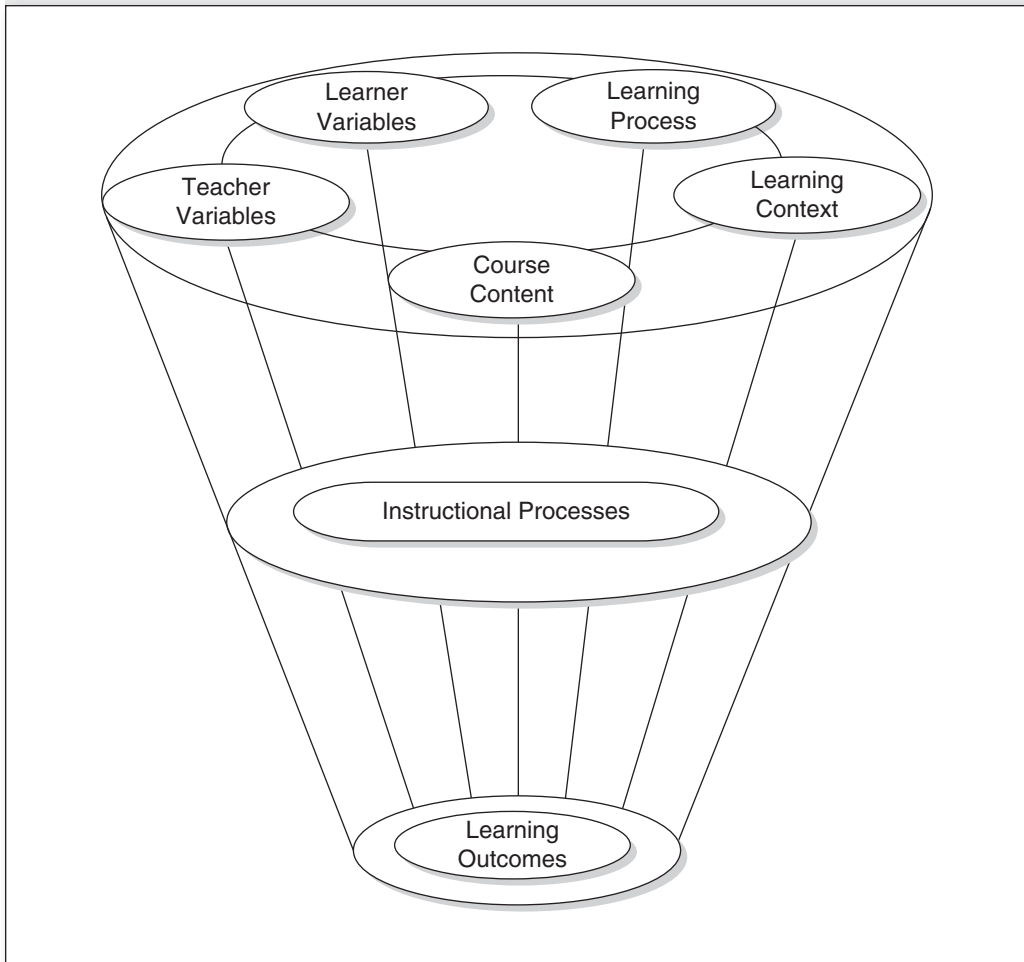 Learner
Variables
Learning
Process
Teacher
Variables
Learning
Context
Course
Content
Instructional Processes
Learning
Outcomes